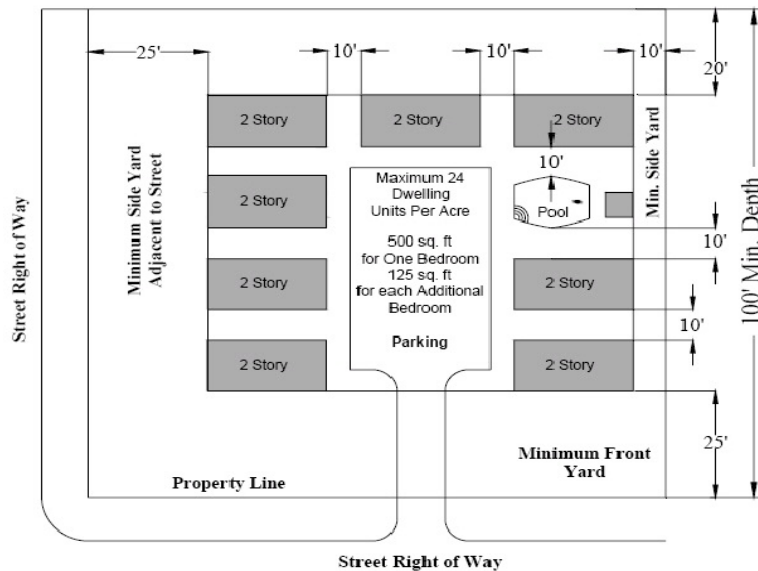 25'
10'
10'
10'
20'
2 Story
2 Story
2 Story
10'
Maximum 24
Dwelling
Units Per Acre
500 sq. ft
for One Bedroom
125 sq. ft
for each Additional
Bedroom
Parking
Pool
2 Story
2 Story
2 Story
2 Story
2 Story
10'
10'
25'
Min. Side Yard
100' Min. Depth
Minimum Side Yard
Adjacent to Street
Street Right of Way
Minimum Front
Yard
Property Line
Street Right of Way